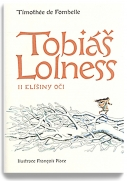 Timothée de Fombelle
Tobiáš
Lolness
II ELÍŠINY OČI
Ilustrace François Place